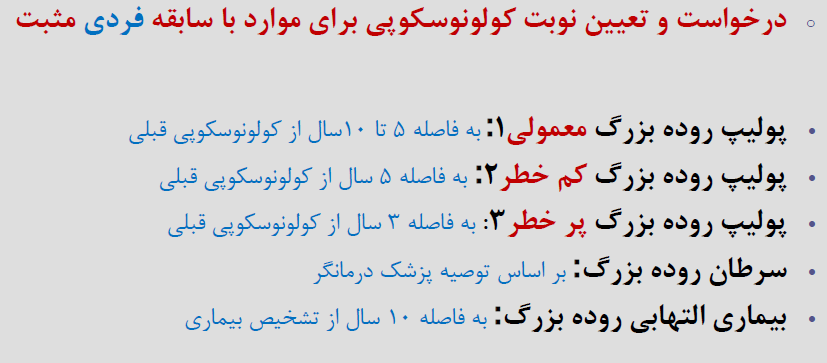 درخواست و تعیین نوبت کولونوسکوپی برای موارد با سابقه فردی مثبت
پولیپ روده بزرگ معمولی۱: به فاصله ۵ تا ۱۰سال از کولونوسکوپی قبلی
پولیپ روده بزرگ کم خطر۲: به فاصله ۵ سال از کولونوسکوپی قبلی
پولیپ روده بزرگ پر خطر۳: به فاصله ۳ سال از کولونوسکوپی قبلی
سرطان روده بزرگ: بر اساس توصیه پزشک درمانگر
بیماری التهابی روده بزرگ: به فاصله ۱۰ سال از تشخیص بیماری